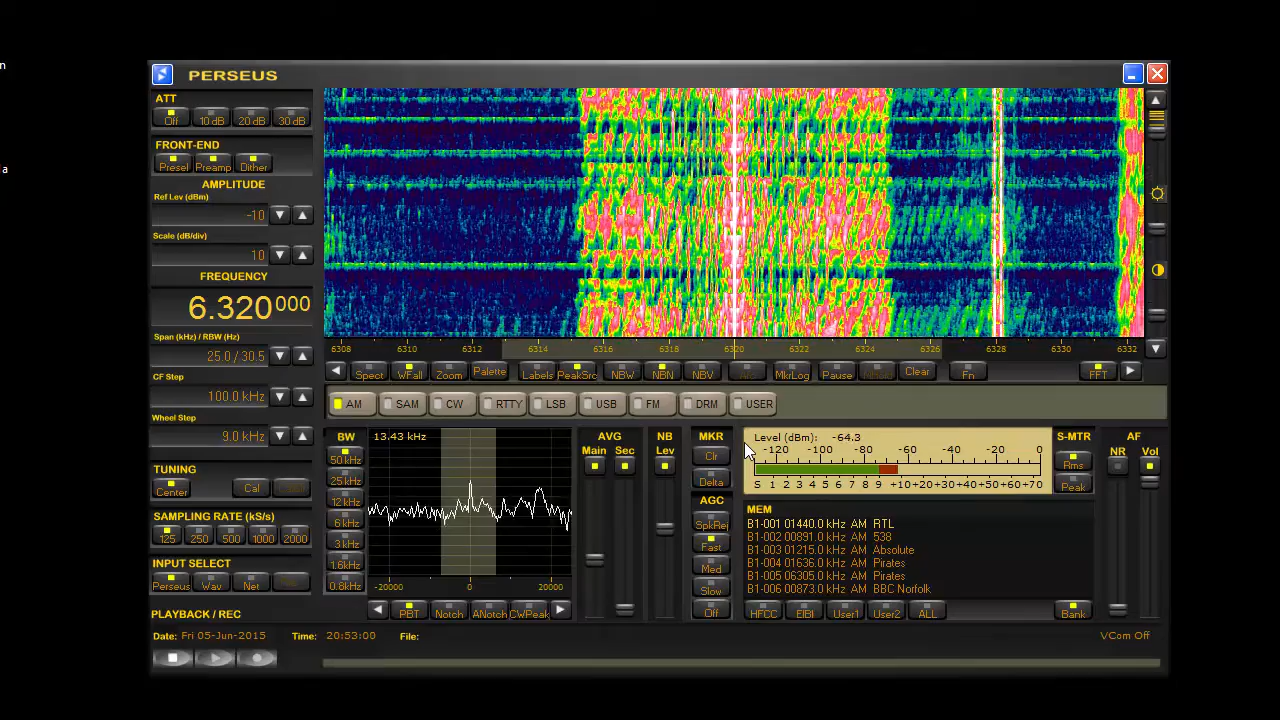 n
a
PERSEUS
ATT
Off 10 dB 20 dB 30 dB
FRONT-END
Presel Preamp Dither
AMPLITUDE
Ref Lev (dBm)
-10
Scale (dB/div)
10
FREQUENCY
6.320000
Span (kHz) / RBW (Hz)
25.0 / 30.5
CF Step
100.0 kHz
Wheel Step
9.0 kHz
TUNING
Center Cal
SAMPLING RATE (kS/s)
125 250 500 1000 2000
INPUT SELECT
Perseus Wav Net
PLAYBACK / REC
Date: Fri 05-Jun-2015 Time: 20:53:00 File:
VCom Off
6308 6310 6312 6314 6316 6318 6320 6322 6324 6326 6328 6330 6332
Spect WFall Zoom Palette Labels PeakSrc NBW NBN NBV MkrLog Pause Clear Fn FFT
AM SAM CW RTTY LSB USB FM DRM USER
BW
50 kHz
25 kHz
12 kHz
6 kHz
3 kHz
1.6kHz
0.6kHz
13.43 kHz
-20000 0 20000
PBT Notch ANotch CWPeak
AVG
Main Sec
NB
Lev
MKR
Clr
Delta
AGC
SpkRej
Fast
Med
Slow
Off
Level (dBm): -64.3
-120 -100 -80 -60 -40 -20 0
S 1 2 3 4 5 6 7 8 9 +10+20+30+40+50+60+70
S-MTR
Rms
Peak
AF
NR Vol
MEM
B1-001 01440.0 kHz AM RTL
B1-002 00891.0 kHz AM 538
B1-003 01215.0 kHz AM Absolute
B1-004 01636.0 kHz AM Pirates
B1-005 06305.0 kHz AM Pirates
B1-006 00873.0 kHz AM BBC Norfolk
HFCC EIBI User1 User2 ALL Bank